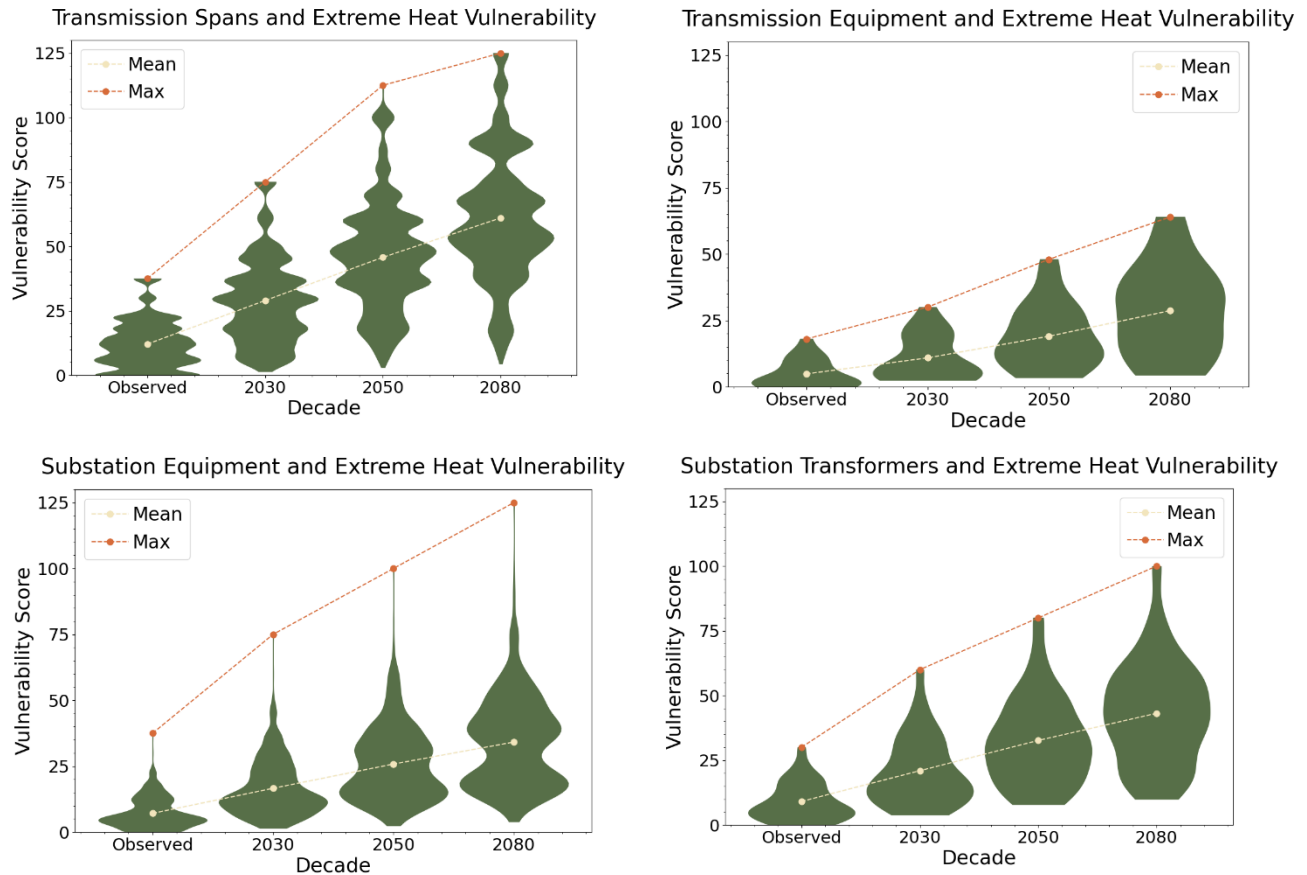 Transmission Spans and Extreme Heat Vulnerability
125
100
75
50
25
0
Vulnerability Score
Mean
Max
Observed
2030
2050
2080
Decade
Transmission Equipment and Extreme Heat Vulnerability
125
100
75
50
25
0
Vulnerability Score
Mean
Max
Observed
2030
2050
2080
Decade
Substation Equipment and Extreme Heat Vulnerability
125
100
75
50
25
0
Vulnerability Score
Mean
Max
Observed
2030
2050
2080
Decade
Substation Transformers and Extreme Heat Vulnerability
125
100
75
50
25
0
Vulnerability Score
Mean
Max
Observed
2030
2050
2080
Decade